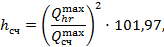 h_сч = (Q_hr^max / Q_сч^max)^2 · 101,97,